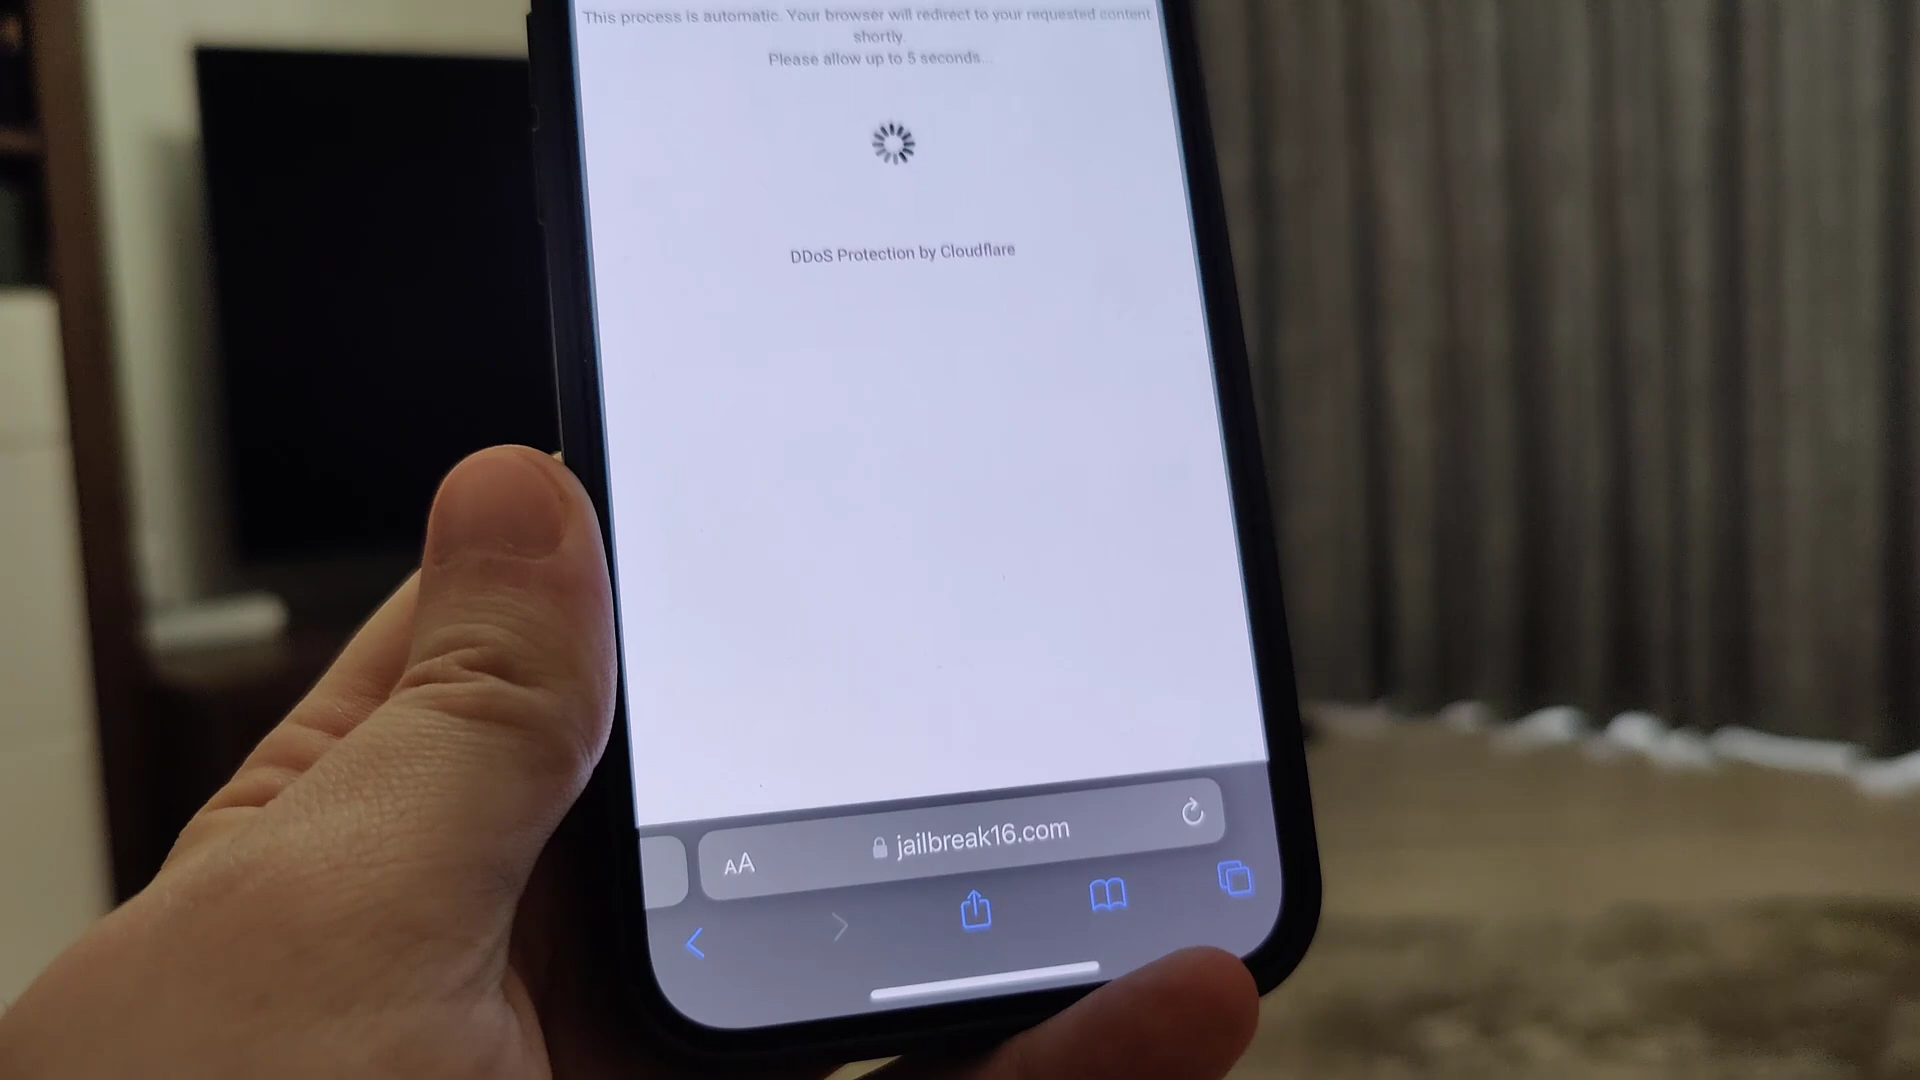 This process is automatic. Your browser will redirect to your requested content
shortly.
Please allow up to 5 seconds...
DDoS Protection by Cloudflare
AA jailbreak16.com